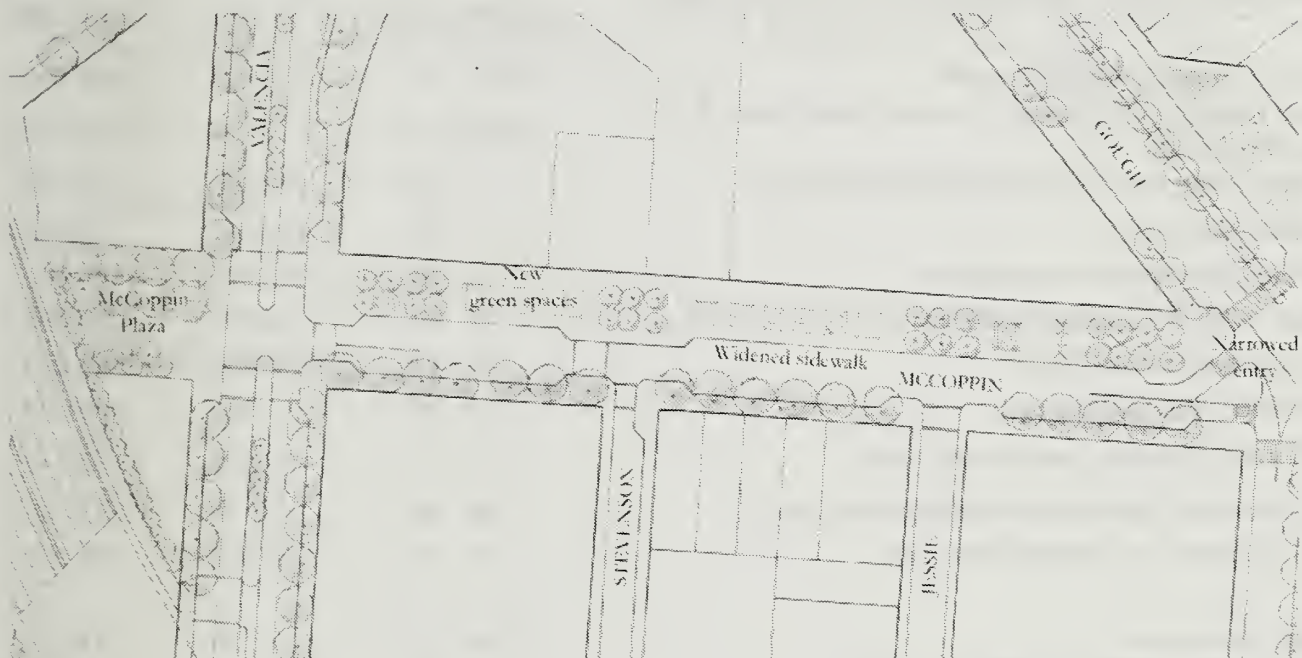 VALENCIA
GOUGH
McCoppin
Plaza
New
green spaces
Widened sidewalk
MCCOPPIN
Narrowed
entry
STEVENSON
JESSIE